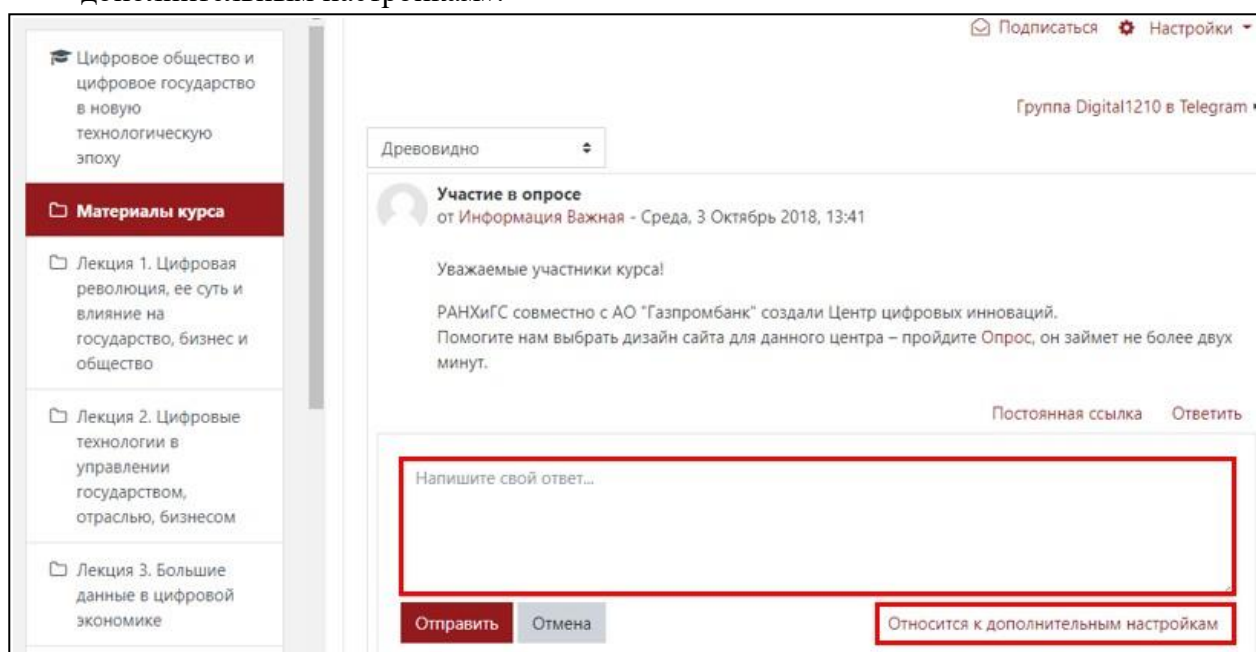 дополнительным настройкам».
Цифровое общество и
цифровое государство
в новую
технологическую
эпоху
Материалы курса
Лекция 1. Цифровая
революция, ее суть и
влияние на
государство, бизнес и
общество
Лекция 2. Цифровые
технологии в
управлении
государством,
отраслью, бизнесом
Лекция 3. Большие
данные в цифровой
экономике
Подписаться Настройки
Группа Digital1210 в Telegram
Древовидно
Участие в опросе
от Информация Важная - Среда, 3 Октябрь 2018, 13:41
Уважаемые участники курса!
РАНХиГС совместно с АО "Газпромбанк" создали Центр цифровых инноваций.
Помогите нам выбрать дизайн сайта для данного центра – пройдите Опрос, он займет не более двух
минут.
Постоянная ссылка Ответить
Напишите свой ответ...
Отправить Отмена Относится к дополнительным настройкам